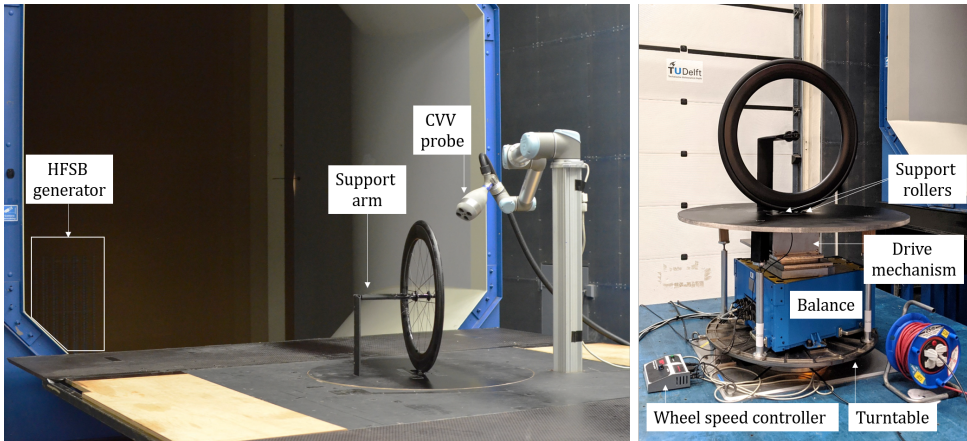 HFSB
generator
Support
arm
CVV
probe
TUDelft
Support
rollers
Drive
mechanism
Balance
Wheel speed controller
Turntable